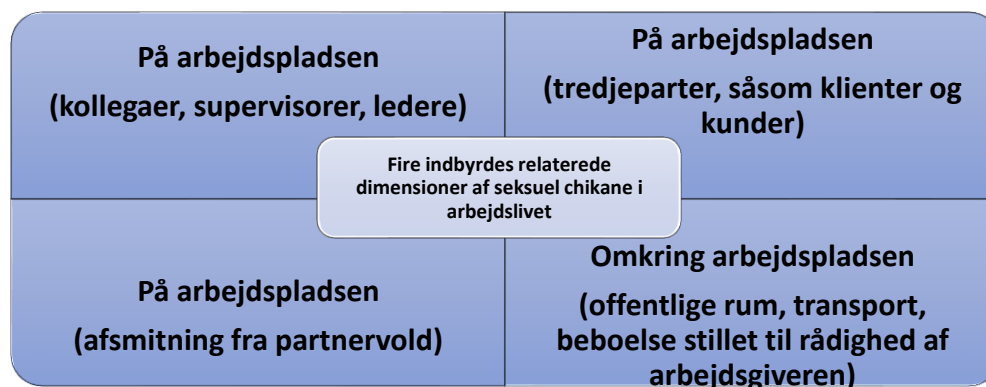 På arbejdspladsen
(kollegaer, supervisorer, ledere)
På arbejdspladsen
(tredjeparter, såsom klienter og
kunder)
Fire indbyrdes relaterede
dimensioner af seksuel chikane i
arbejdslivet
På arbejdspladsen
(afsmitning fra partnervold)
Omkring arbejdspladsen
(offentlige rum, transport,
beboelse stillet til rådighed af
arbejdsgiveren)